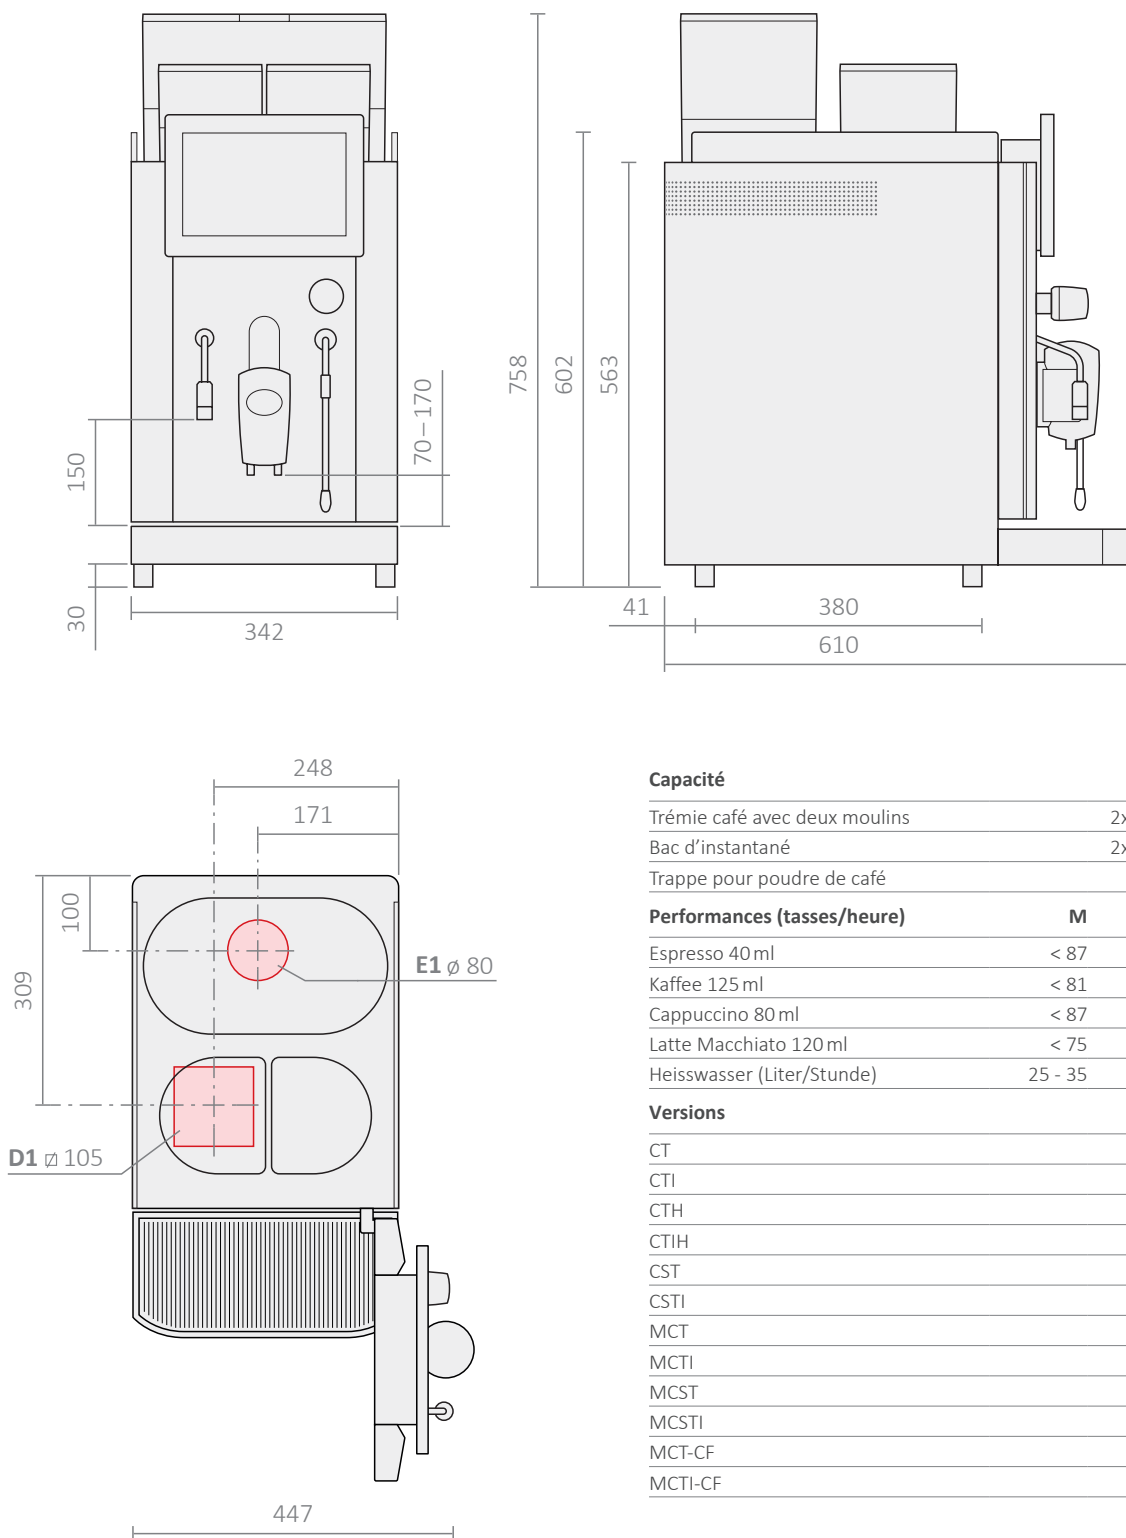 758
602
563
150
70–170
30
342
41
380
610
248
171
100
309
E1 ø 80
D1 105
447
Capacité
Trémie café avec deux moulins 2x
Bac d’instantané 2x
Trappe pour poudre de café
Performances (tasses/heure) M
Espresso 40 ml < 87
Kaffee 125 ml < 81
Cappuccino 80 ml < 87
Latte Macchiato 120 ml < 75
Heisswasser (Liter/Stunde) 25 - 35
Versions
CT
CTI
CTH
CTIH
CST
CSTI
MCT
MCTI
MCST
MCSTI
MCT-CF
MCTI-CF